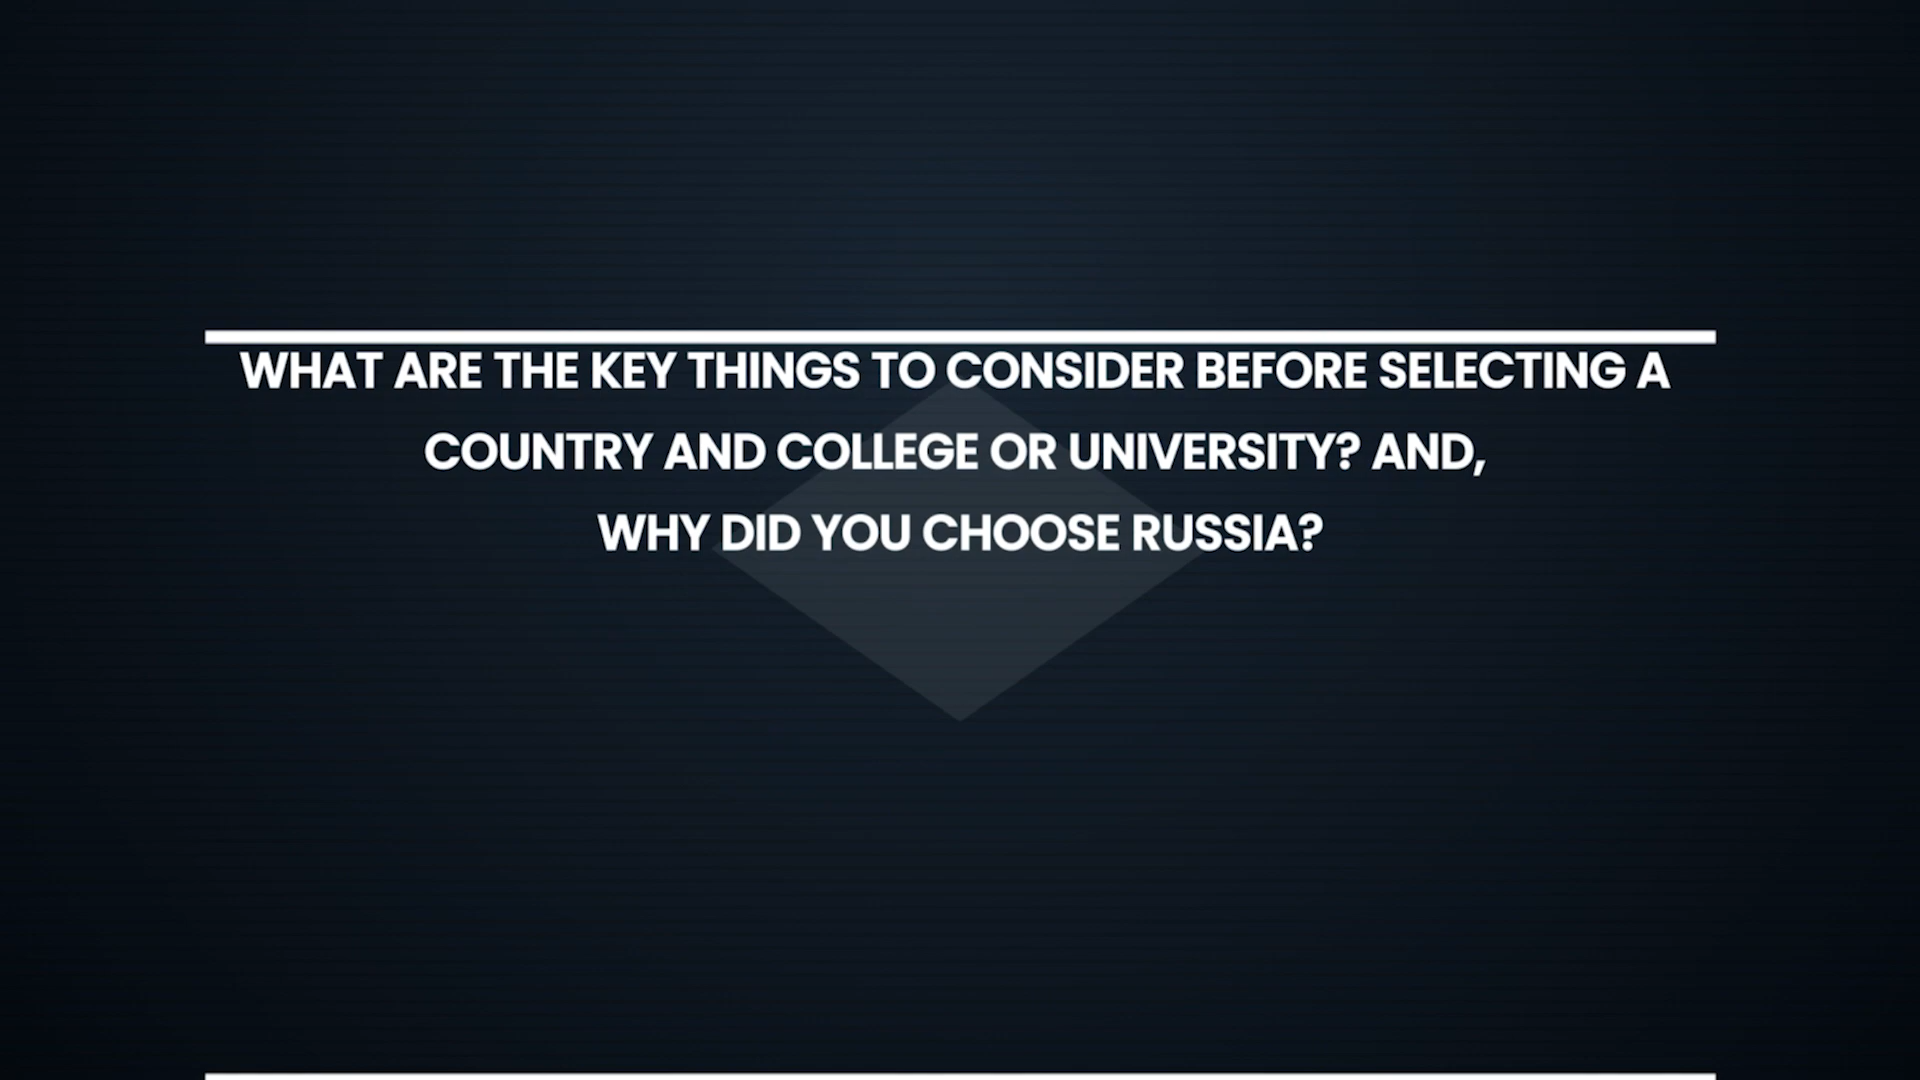 WHAT ARE THE KEY THINGS TO CONSIDER BEFORE SELECTING A
COUNTRY AND COLLEGE OR UNIVERSITY? AND,
WHY DID YOU CHOOSE RUSSIA?